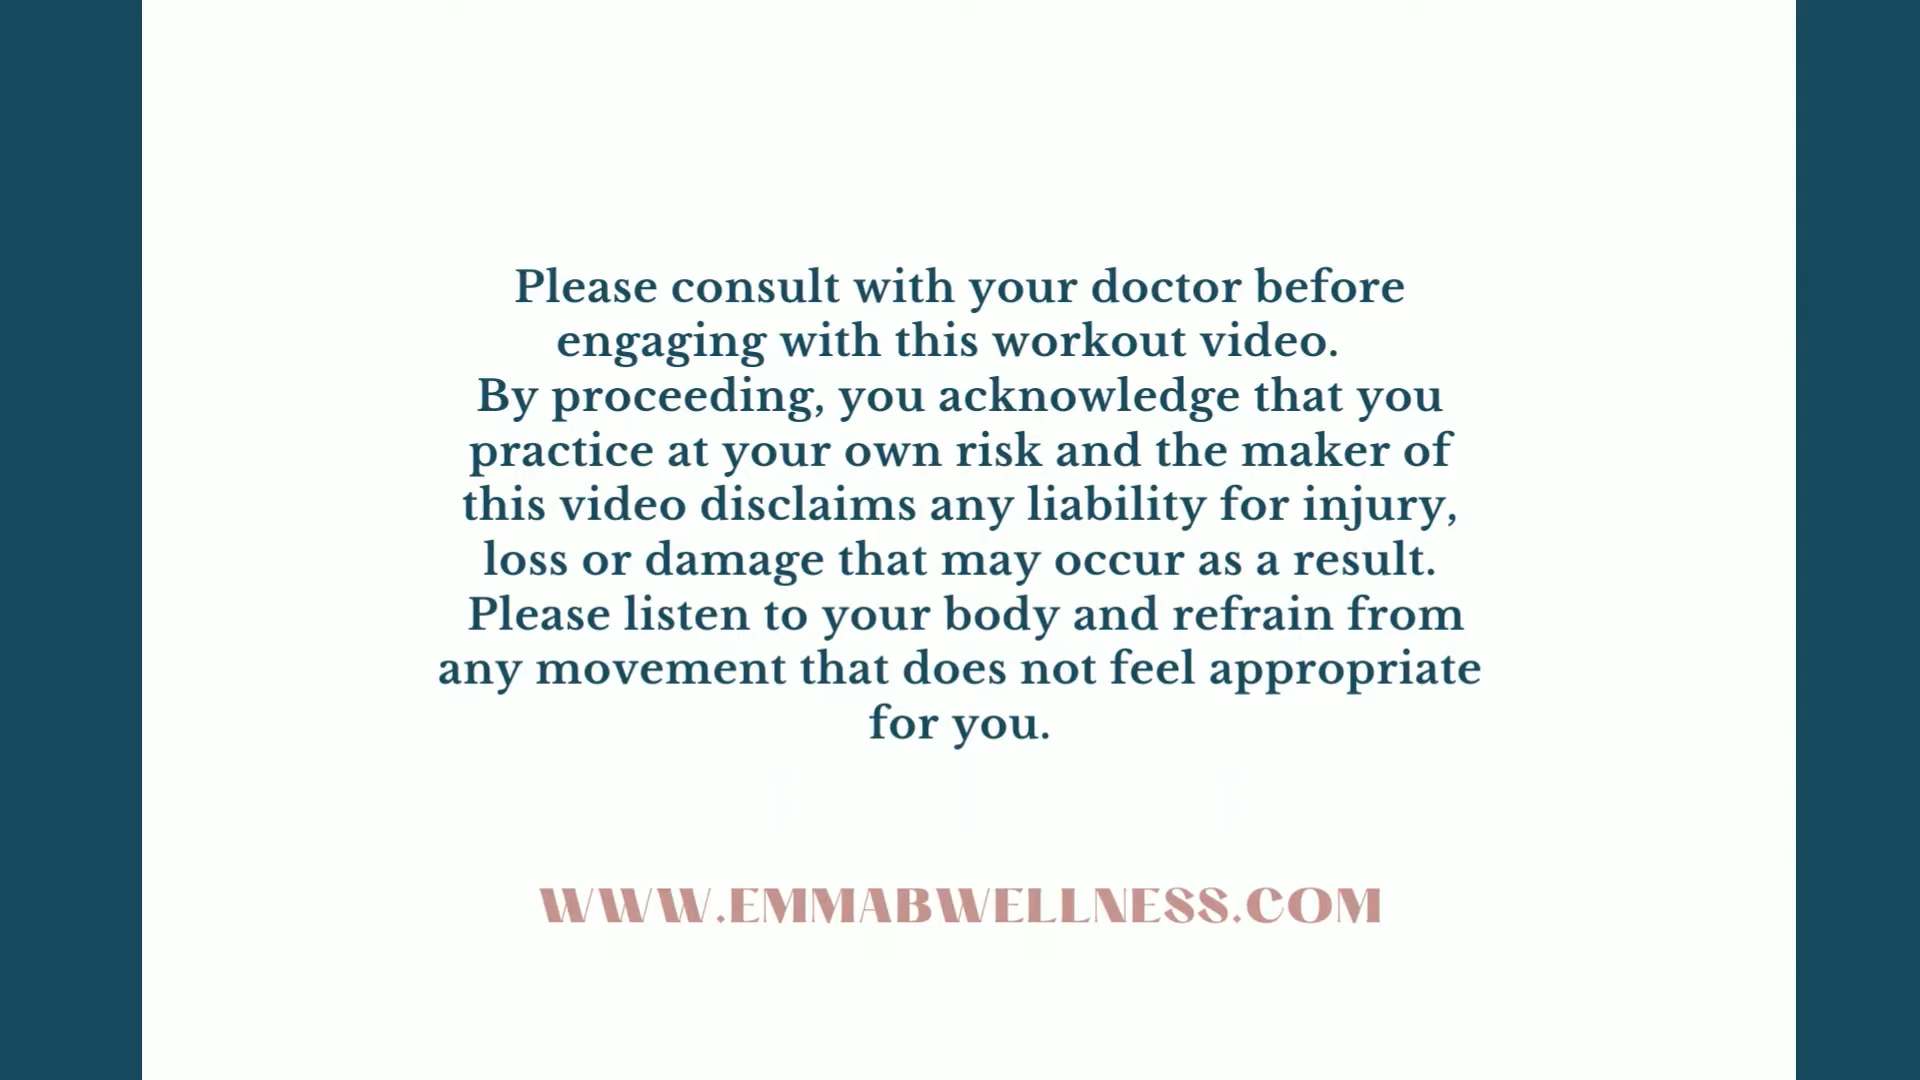 Please consult with your doctor before
engaging with this workout video.
By proceeding, you acknowledge that you
practice at your own risk and the maker of
this video disclaims any liability for injury,
loss or damage that may occur as a result.
Please listen to your body and refrain from
any movement that does not feel appropriate
for you.
WWW.EMMABWELLNESS.COM